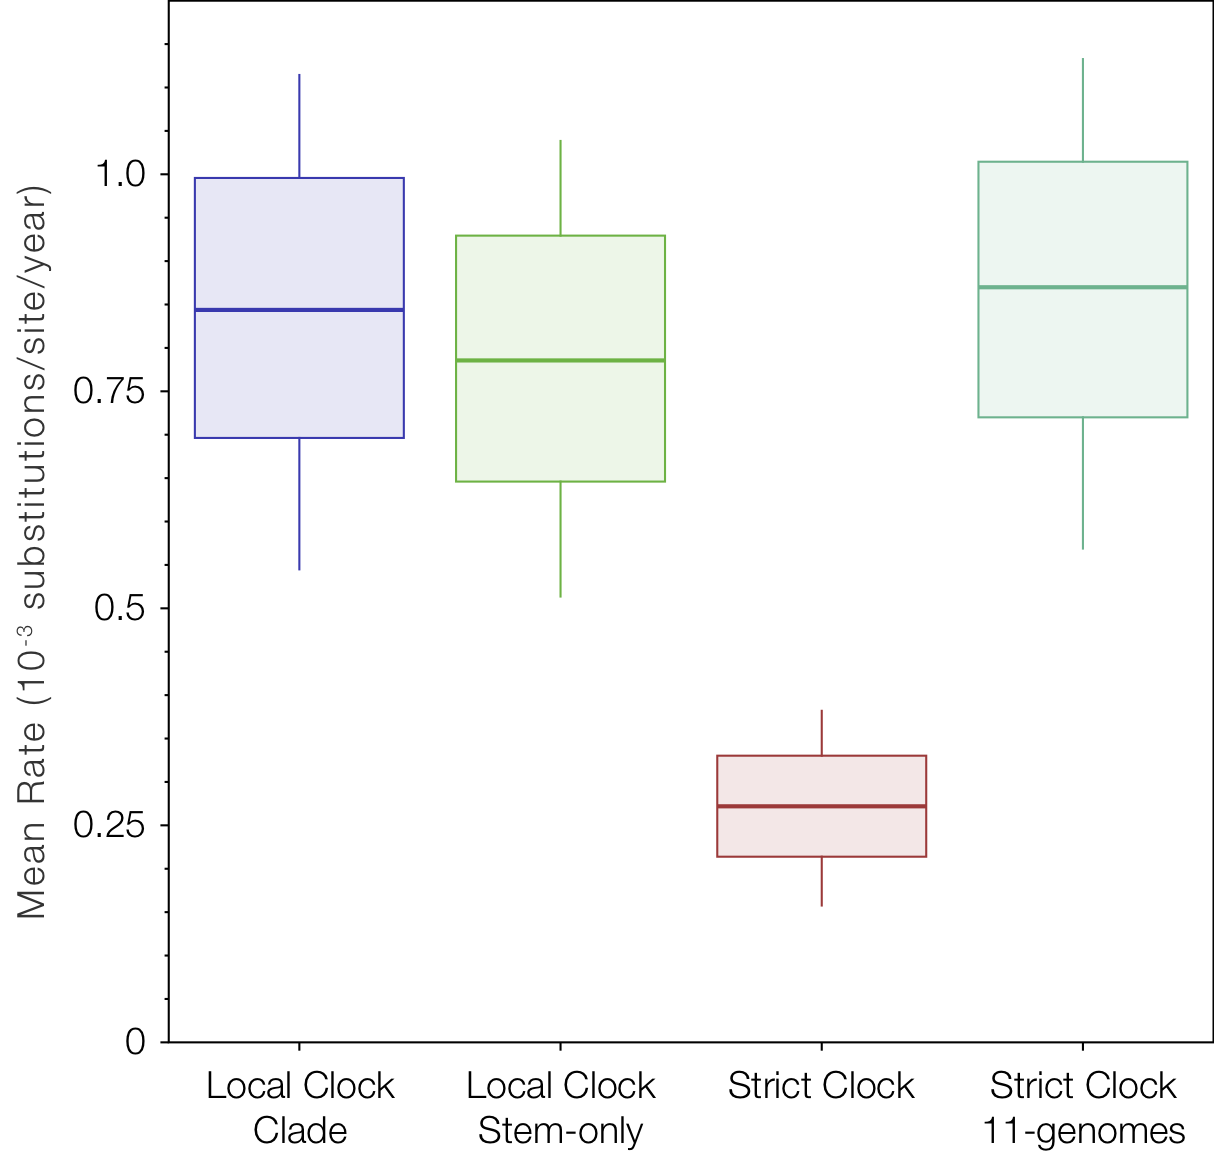 Mean Rate (10⁻³ substitutions/site/year)
1.0
0.75
0.5
0.25
0
Local Clock
Clade
Local Clock
Stem-only
Strict Clock
Strict Clock
11-genomes